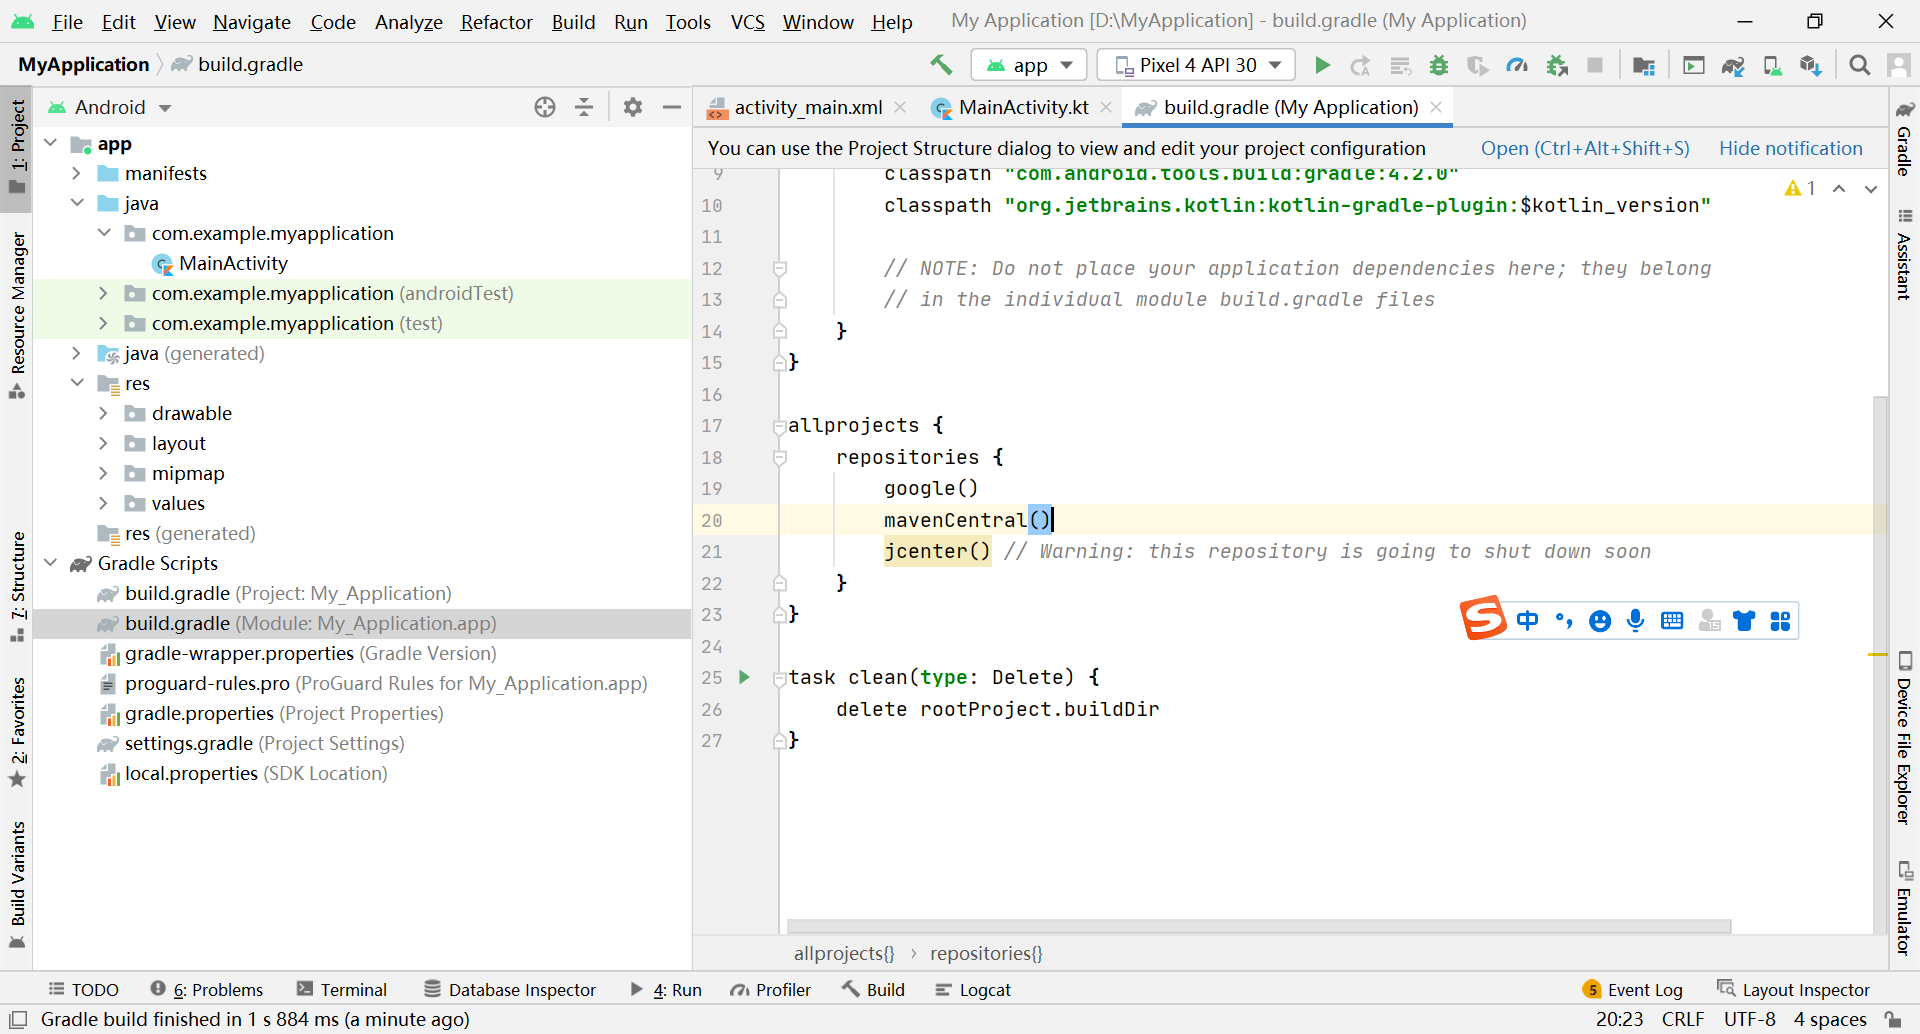 File Edit View Navigate Code Analyze Refactor Build Run Tools VCS Window Help My Application [D:\MyApplication] - build.gradle (My Application)
MyApplication build.gradle app Pixel 4 API 30
Android
activity_main.xml MainActivity.kt build.gradle (My Application)
You can use the Project Structure dialog to view and edit your project configuration Open (Ctrl+Alt+Shift+S) Hide notification
1: Project
Resource Manager
7: Structure
2: Favorites
Build Variants
app
manifests
java
com.example.myapplication
MainActivity
com.example.myapplication (androidTest)
com.example.myapplication (test)
java (generated)
res
drawable
layout
mipmap
values
res (generated)
Gradle Scripts
build.gradle (Project: My_Application)
build.gradle (Module: My_Application.app)
gradle-wrapper.properties (Gradle Version)
proguard-rules.pro (ProGuard Rules for My_Application.app)
gradle.properties (Project Properties)
settings.gradle (Project Settings)
local.properties (SDK Location)
9 classpath "com.android.tools.build:gradle:4.2.0"
1
10 classpath "org.jetbrains.kotlin:kotlin-gradle-plugin:$kotlin_version"
11
12 // NOTE: Do not place your application dependencies here; they belong
13 // in the individual module build.gradle files
14 }
15 }
16
17 allprojects {
18 repositories {
19 google()
20 mavenCentral()
21 jcenter() // Warning: this repository is going to shut down soon
22 }
23 }
24
25 task clean(type: Delete) {
26 delete rootProject.buildDir
27 }
S 中 15
allprojects{} › repositories{}
Gradle
Assistant
Device File Explorer
Emulator
TODO 6: Problems Terminal Database Inspector 4: Run Profiler Build Logcat 5 Event Log Layout Inspector
Gradle build finished in 1 s 884 ms (a minute ago) 20:23 CRLF UTF-8 4 spaces